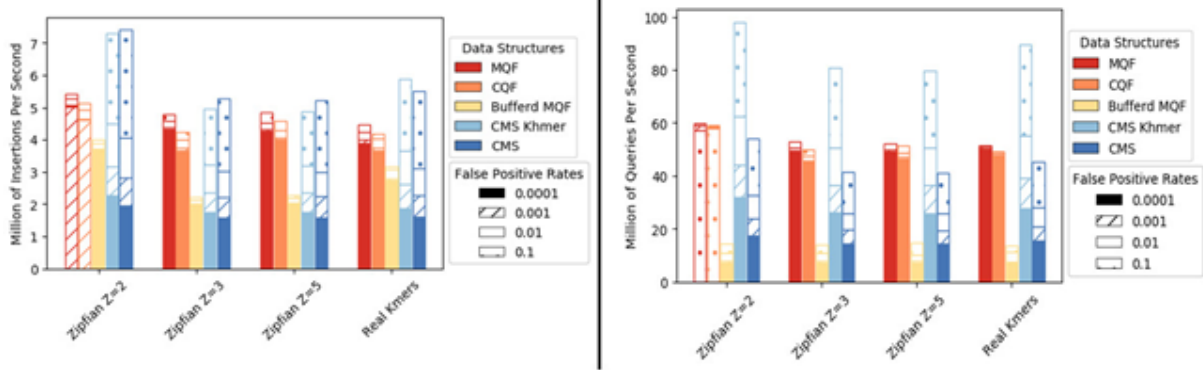 Million of Insertions Per Second
7
6
5
4
3
2
1
0
Zipfian Z=2
Zipfian Z=3
Zipfian Z=5
Real Kmers
Data Structures
MQF
CQF
Bufferd MQF
CMS Khmer
CMS
False Positive Rates
0.0001
0.001
0.01
0.1
Million of Queries Per Second
100
80
60
40
20
0
Zipfian Z=2
Zipfian Z=3
Zipfian Z=5
Real Kmers
Data Structures
MQF
CQF
Bufferd MQF
CMS Khmer
CMS
False Positive Rates
0.0001
0.001
0.01
0.1